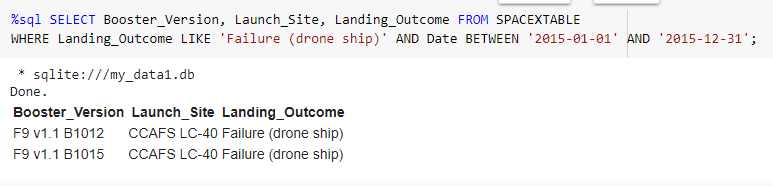 %sql SELECT Booster_Version, Launch_Site, Landing_Outcome FROM SPACEXTABLE
WHERE Landing_Outcome LIKE 'Failure (drone ship)' AND Date BETWEEN '2015-01-01' AND '2015-12-31';
* sqlite:///my_data1.db
Done.
Booster_Version Launch_Site Landing_Outcome
F9 v1.1 B1012 CCAFS LC-40 Failure (drone ship)
F9 v1.1 B1015 CCAFS LC-40 Failure (drone ship)